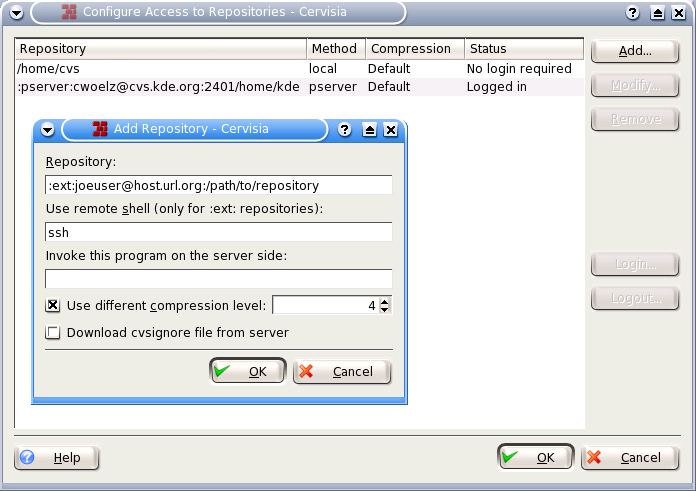 Configure Access to Repositories - Cervisia
Repository Method Compression Status
/home/cvs local Default No login required
:pserver:cwoelz@cvs.kde.org:2401/home/kde pserver Default Logged in
Add...
Modify...
Remove
Login...
Logout...
Add Repository - Cervisia
Repository:
:ext:joeuser@host.url.org:/path/to/repository
Use remote shell (only for :ext: repositories):
ssh
Invoke this program on the server side:
Use different compression level: 4
Download cvsignore file from server
OK Cancel
Help OK Cancel